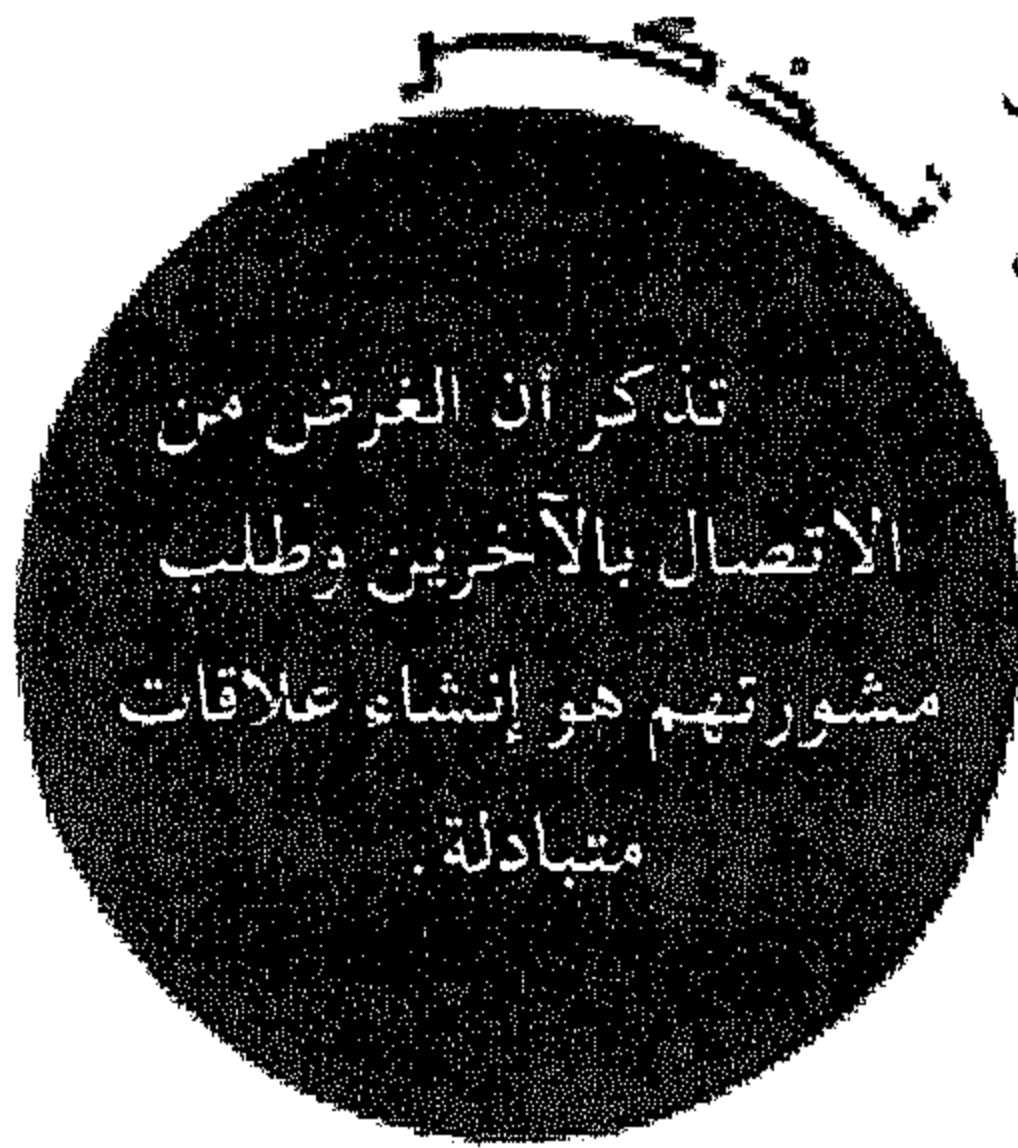 تذكر أن الغرض من
الاتصال بالآخرين وطلب
مشورتهم هو إنشاء علاقات
متبادلة .